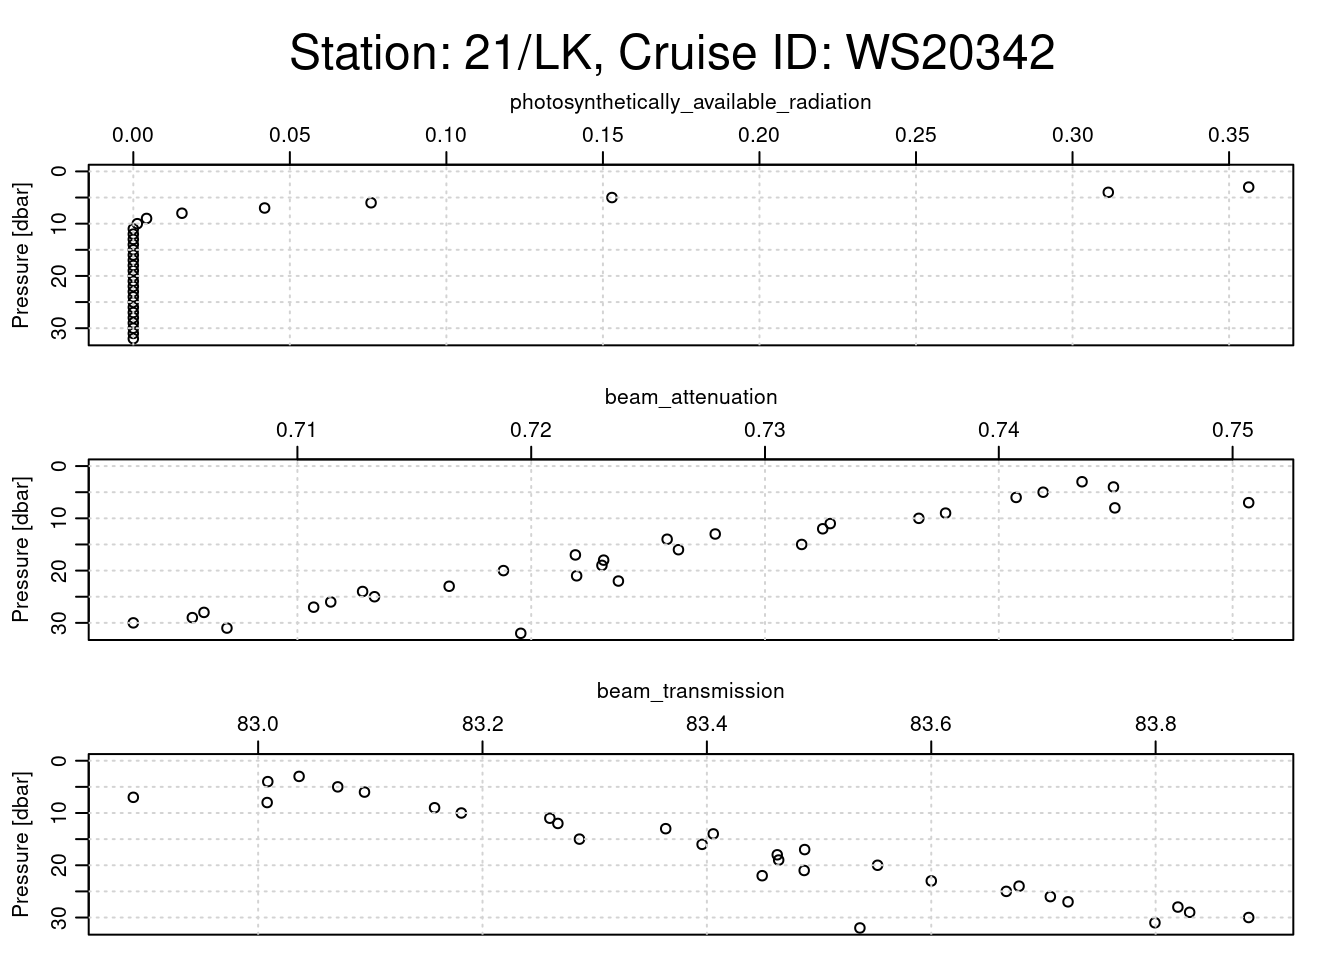 Station: 21/LK, Cruise ID: WS20342
photosynthetically_available_radiation
0.00 0.05 0.10 0.15 0.20 0.25 0.30 0.35
Pressure [dbar]
0
10
20
30
beam_attenuation
0.71 0.72 0.73 0.74 0.75
Pressure [dbar]
0
10
20
30
beam_transmission
83.0 83.2 83.4 83.6 83.8
Pressure [dbar]
0
10
20
30